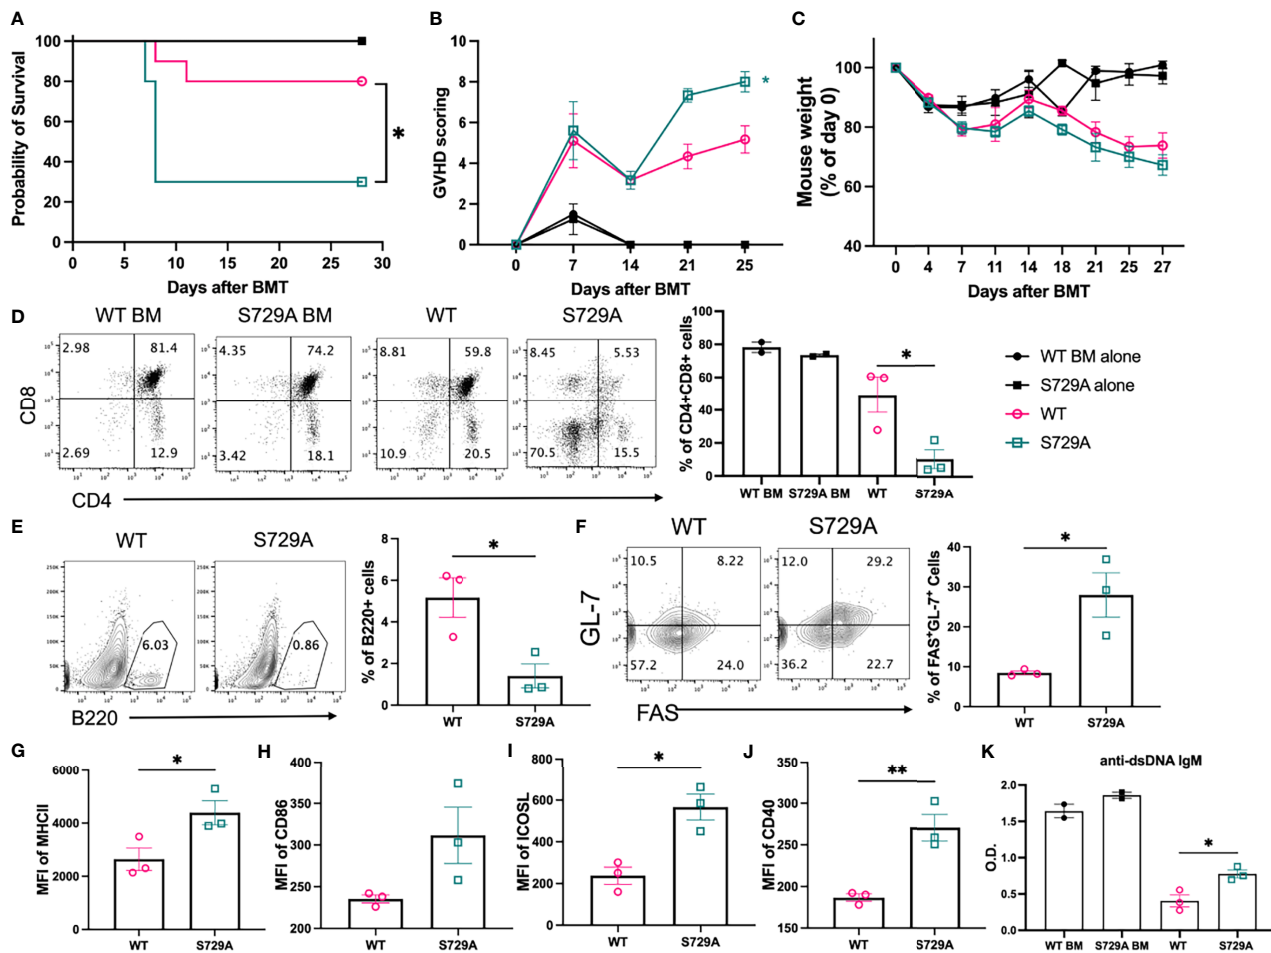 A
B
C
Probability of Survival
100
80
60
40
20
0
*
0 5 10 15 20 25 30
Days after BMT
GVHD scoring
10
8
6
4
2
0
*
0 7 14 21 25
Days after BMT
Mouse weight
(% of day 0)
100
80
60
40
0 4 7 11 14 18 21 25 27
Days after BMT
D
WT BM
S729A BM
WT
S729A
CD8
2.98 81.4
2.69 12.9
4.35 74.2
3.42 18.1
8.81 59.8
10.9 20.5
8.45 5.53
70.5 15.5
CD4
% of CD4+CD8+ cells
100
80
60
40
20
0
*
WT BM S729A BM WT S729A
WT BM alone
S729A alone
WT
S729A
E
WT
S729A
250K
200K
150K
100K
50K
0
6.03
0.86
B220
% of B220+ cells
8
6
4
2
0
*
WT S729A
F
WT
S729A
GL-7
10.5 8.22
57.2 24.0
12.0 29.2
36.2 22.7
FAS
% of FAS⁺GL-7⁺ Cells
40
30
20
10
0
*
WT S729A
G
MFI of MHCII
6000
4000
2000
0
*
WT S729A
H
MFI of CD86
400
350
300
250
200
WT S729A
I
MFI of ICOSL
800
600
400
200
0
*
WT S729A
J
MFI of CD40
350
300
250
200
150
**
WT S729A
K
anti-dsDNA IgM
O.D.
2.0
1.5
1.0
0.5
0.0
*
WT BM S729A BM WT S729A